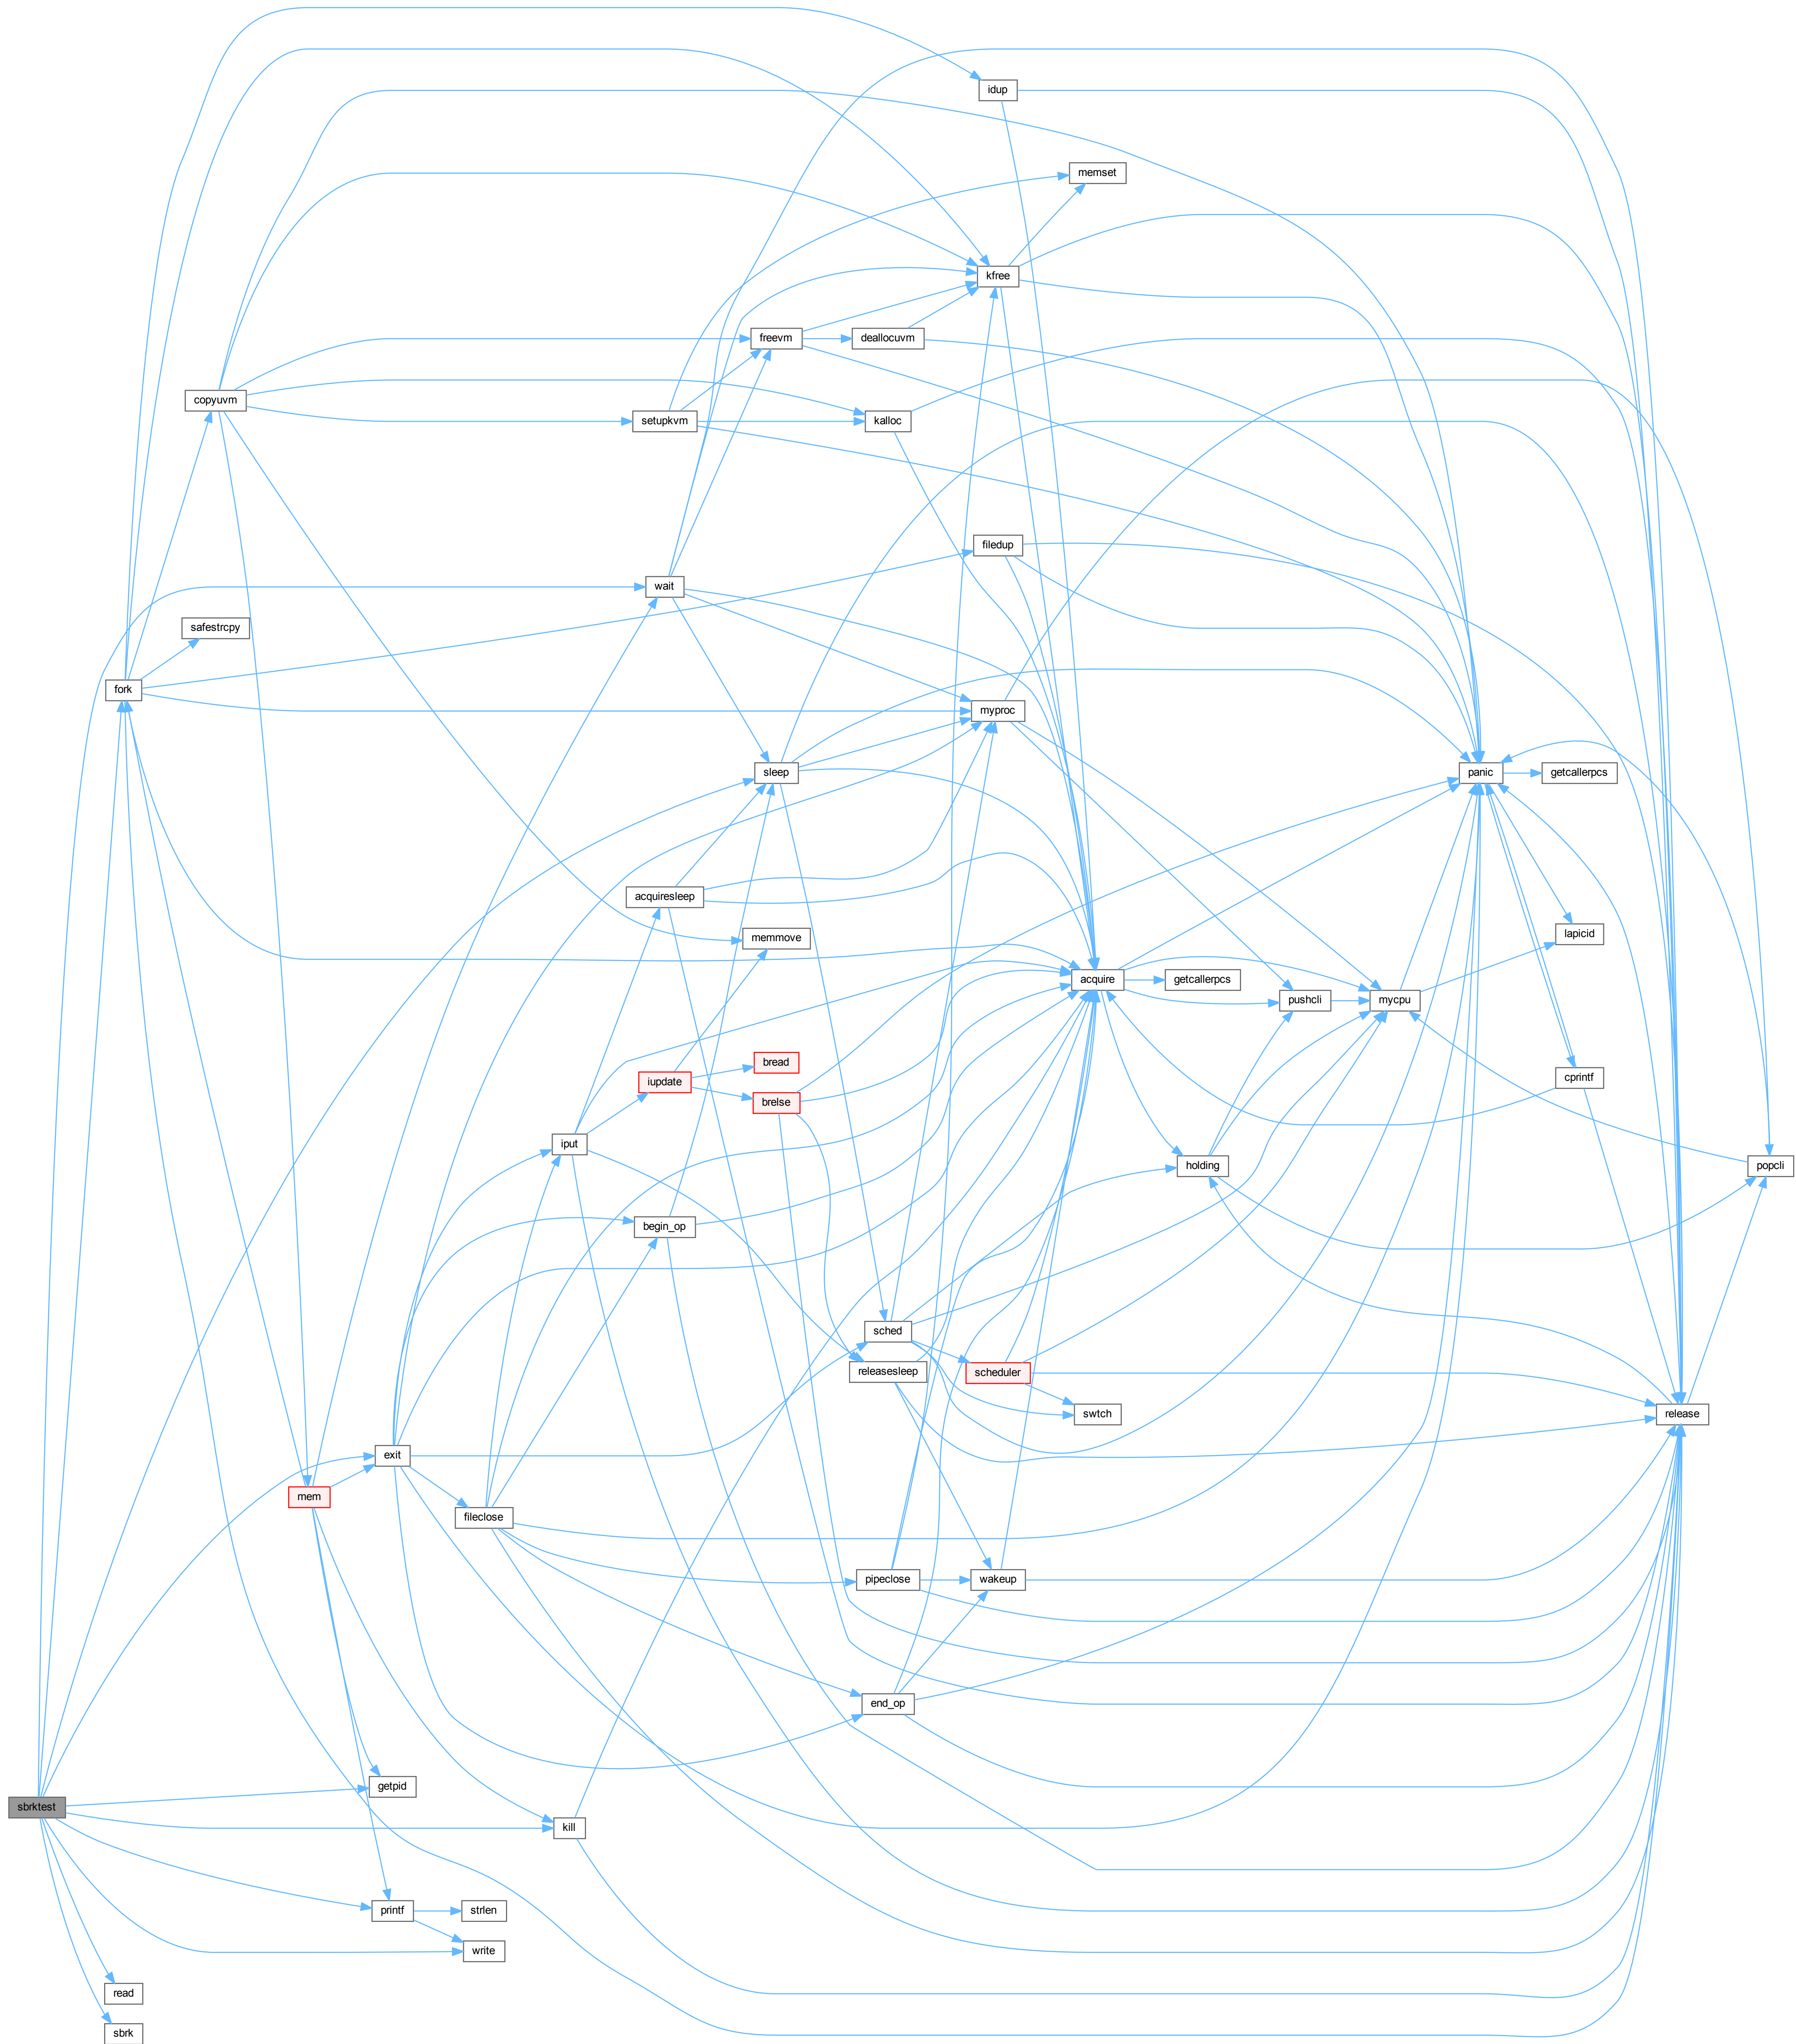 idup
memset
kfree
freevm
deallocuvm
copyuvm
setupkvm
kalloc
filedup
wait
safestrcpy
fork
myproc
sleep
panic
getcallerpcs
acquiresleep
memmove
lapicid
acquire
getcallerpcs
pushcli
mycpu
bread
iupdate
cprintf
brelse
iput
holding
popcli
begin_op
sched
releasesleep
scheduler
swtch
release
exit
mem
fileclose
pipeclose
wakeup
end_op
getpid
sbrktest
kill
printf
strlen
write
read
sbrk